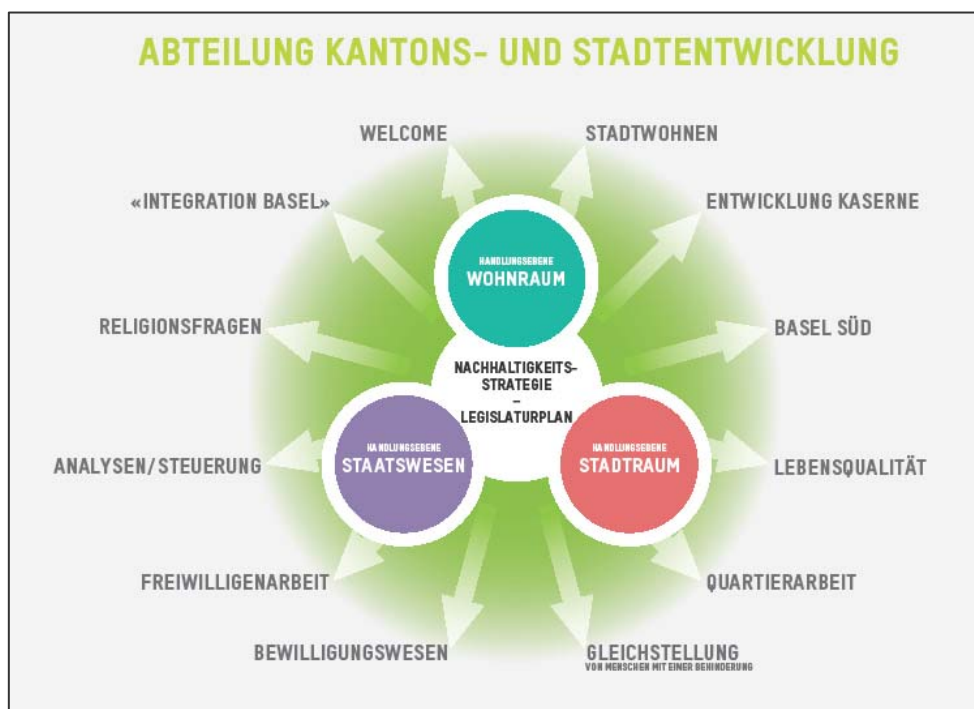 ABTEILUNG KANTONS- UND STADTENTWICKLUNG
WELCOME
STADTWOHNEN
«INTEGRATION BASEL»
ENTWICKLUNG KASERNE
HANDLUNGSEBENE
WOHNRAUM
RELIGIONSFRAGEN
BASEL SÜD
NACHHALTIGKEITS-
STRATEGIE
–
LEGISLATURPLAN
HANDLUNGSEBENE
STAATSWESEN
HANDLUNGSEBENE
STADTRAUM
ANALYSEN/STEUERUNG
LEBENSQUALITÄT
FREIWILLIGENARBEIT
QUARTIERARBEIT
BEWILLIGUNGSWESEN
GLEICHSTELLUNG
VON MENSCHEN MIT EINER BEHINDERUNG